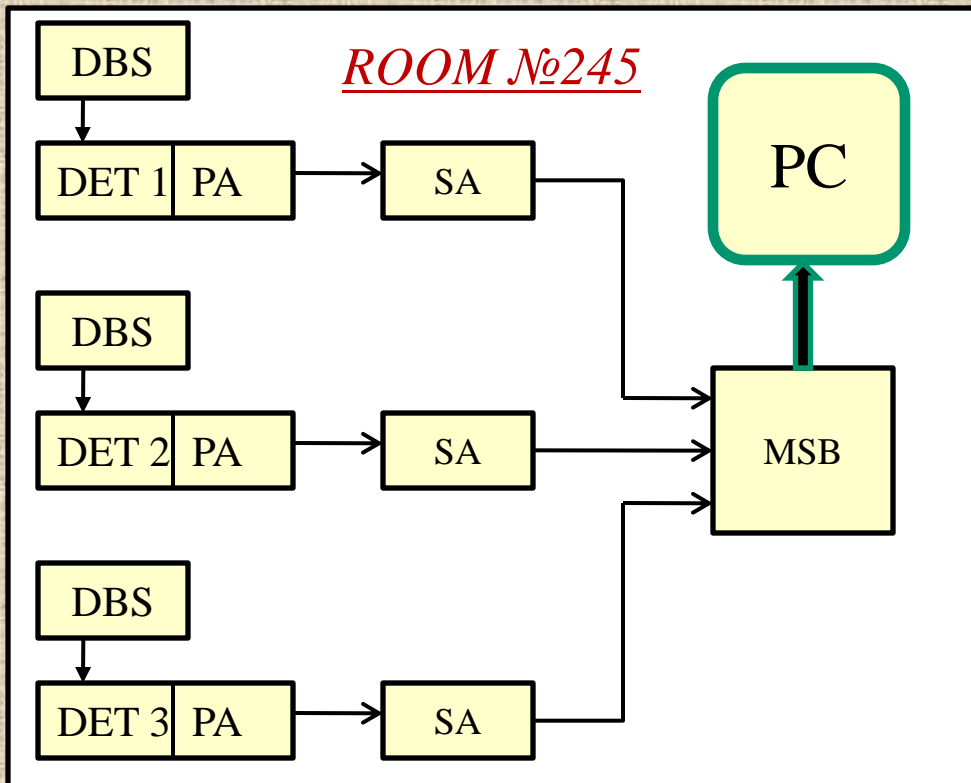 DBS
ROOM №245
PC
DET 1 PA
SA
DBS
DET 2 PA
SA
MSB
DBS
DET 3 PA
SA